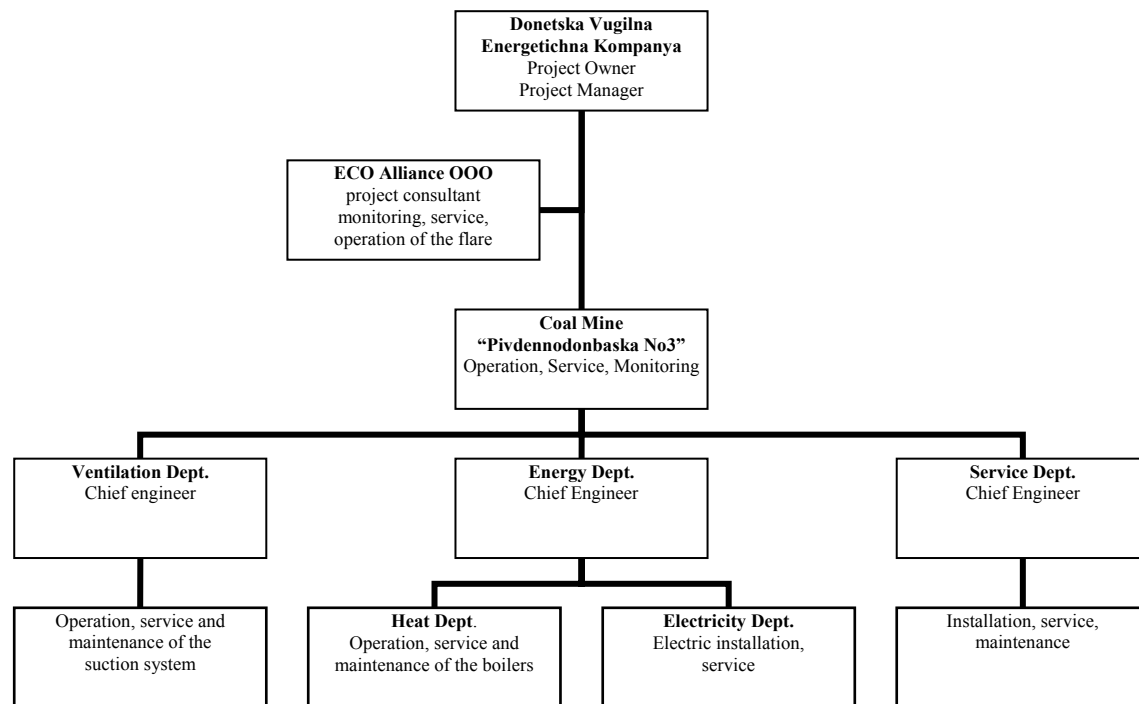 Donetska Vugilna
Energetichna Kompanya
Project Owner
Project Manager
ECO Alliance OOO
project consultant
monitoring, service,
operation of the flare
Coal Mine
“Pivdennodonbaska No3”
Operation, Service, Monitoring
Ventilation Dept.
Chief engineer
Energy Dept.
Chief Engineer
Service Dept.
Chief Engineer
Operation, service and
maintenance of the
suction system
Heat Dept.
Operation, service and
maintenance of the boilers
Electricity Dept.
Electric installation,
service
Installation, service,
maintenance